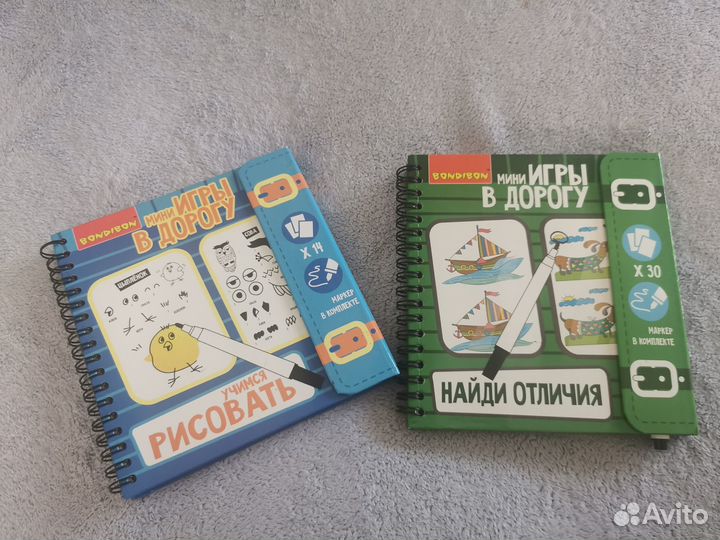 BONDIBON
МИНИ ИГРЫ
В ДОРОГУ
ЦЫПЛЁНОК
СОВА
X 14
МАРКЕР
В КОМПЛЕКТЕ
УЧИМСЯ
РИСОВАТЬ
BONDIBON
МИНИ ИГРЫ
В ДОРОГУ
X 30
МАРКЕР
В КОМПЛЕКТЕ
НАЙДИ ОТЛИЧИЯ
Avito